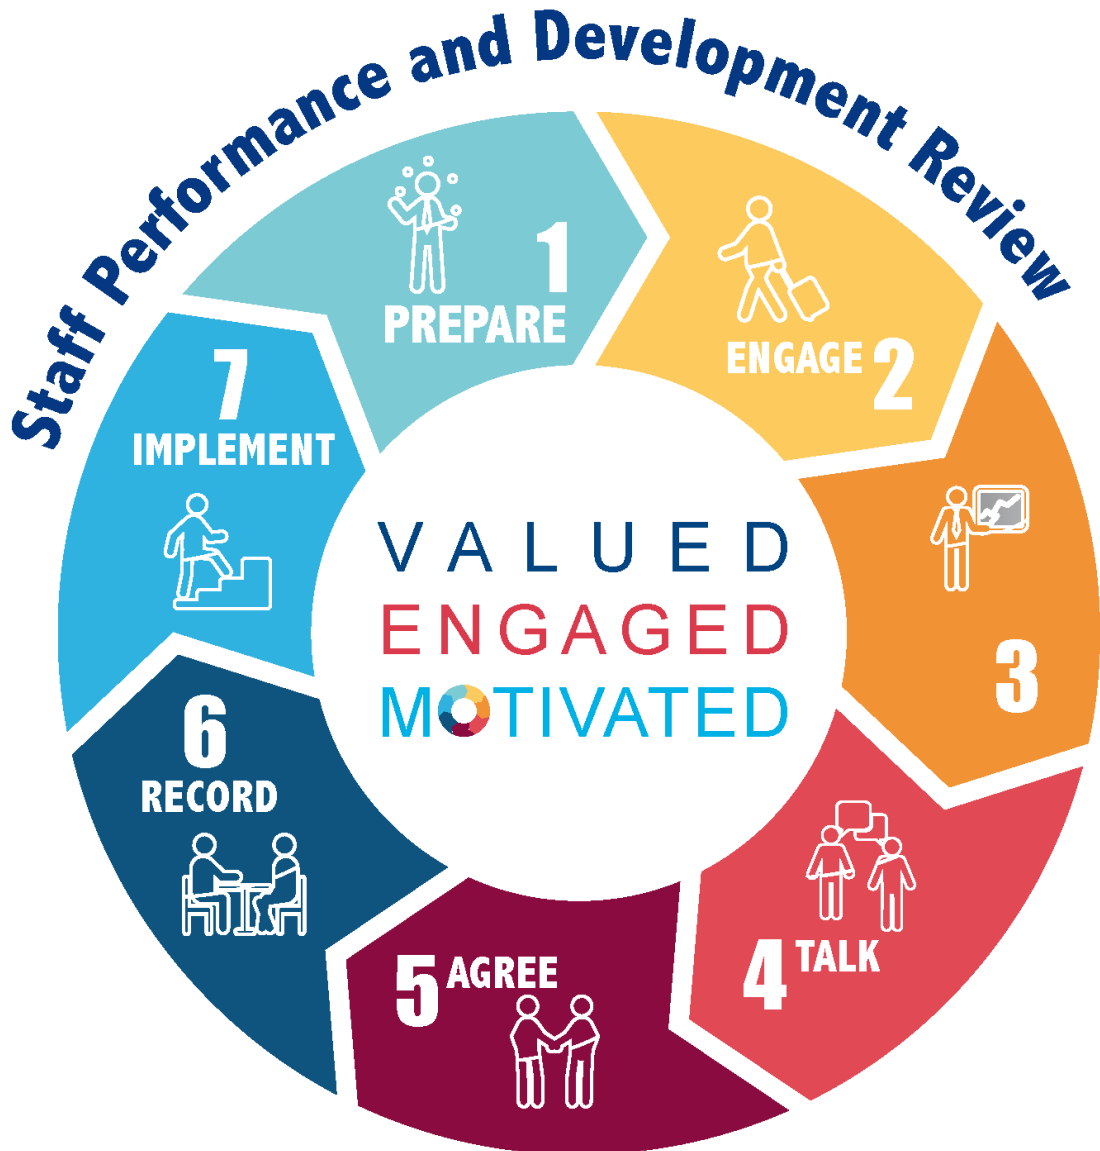 Staff Performance and Development Review
1
PREPARE
ENGAGE 2
3
4 TALK
5 AGREE
6
RECORD
7
IMPLEMENT
VALUED
ENGAGED
MOTIVATED